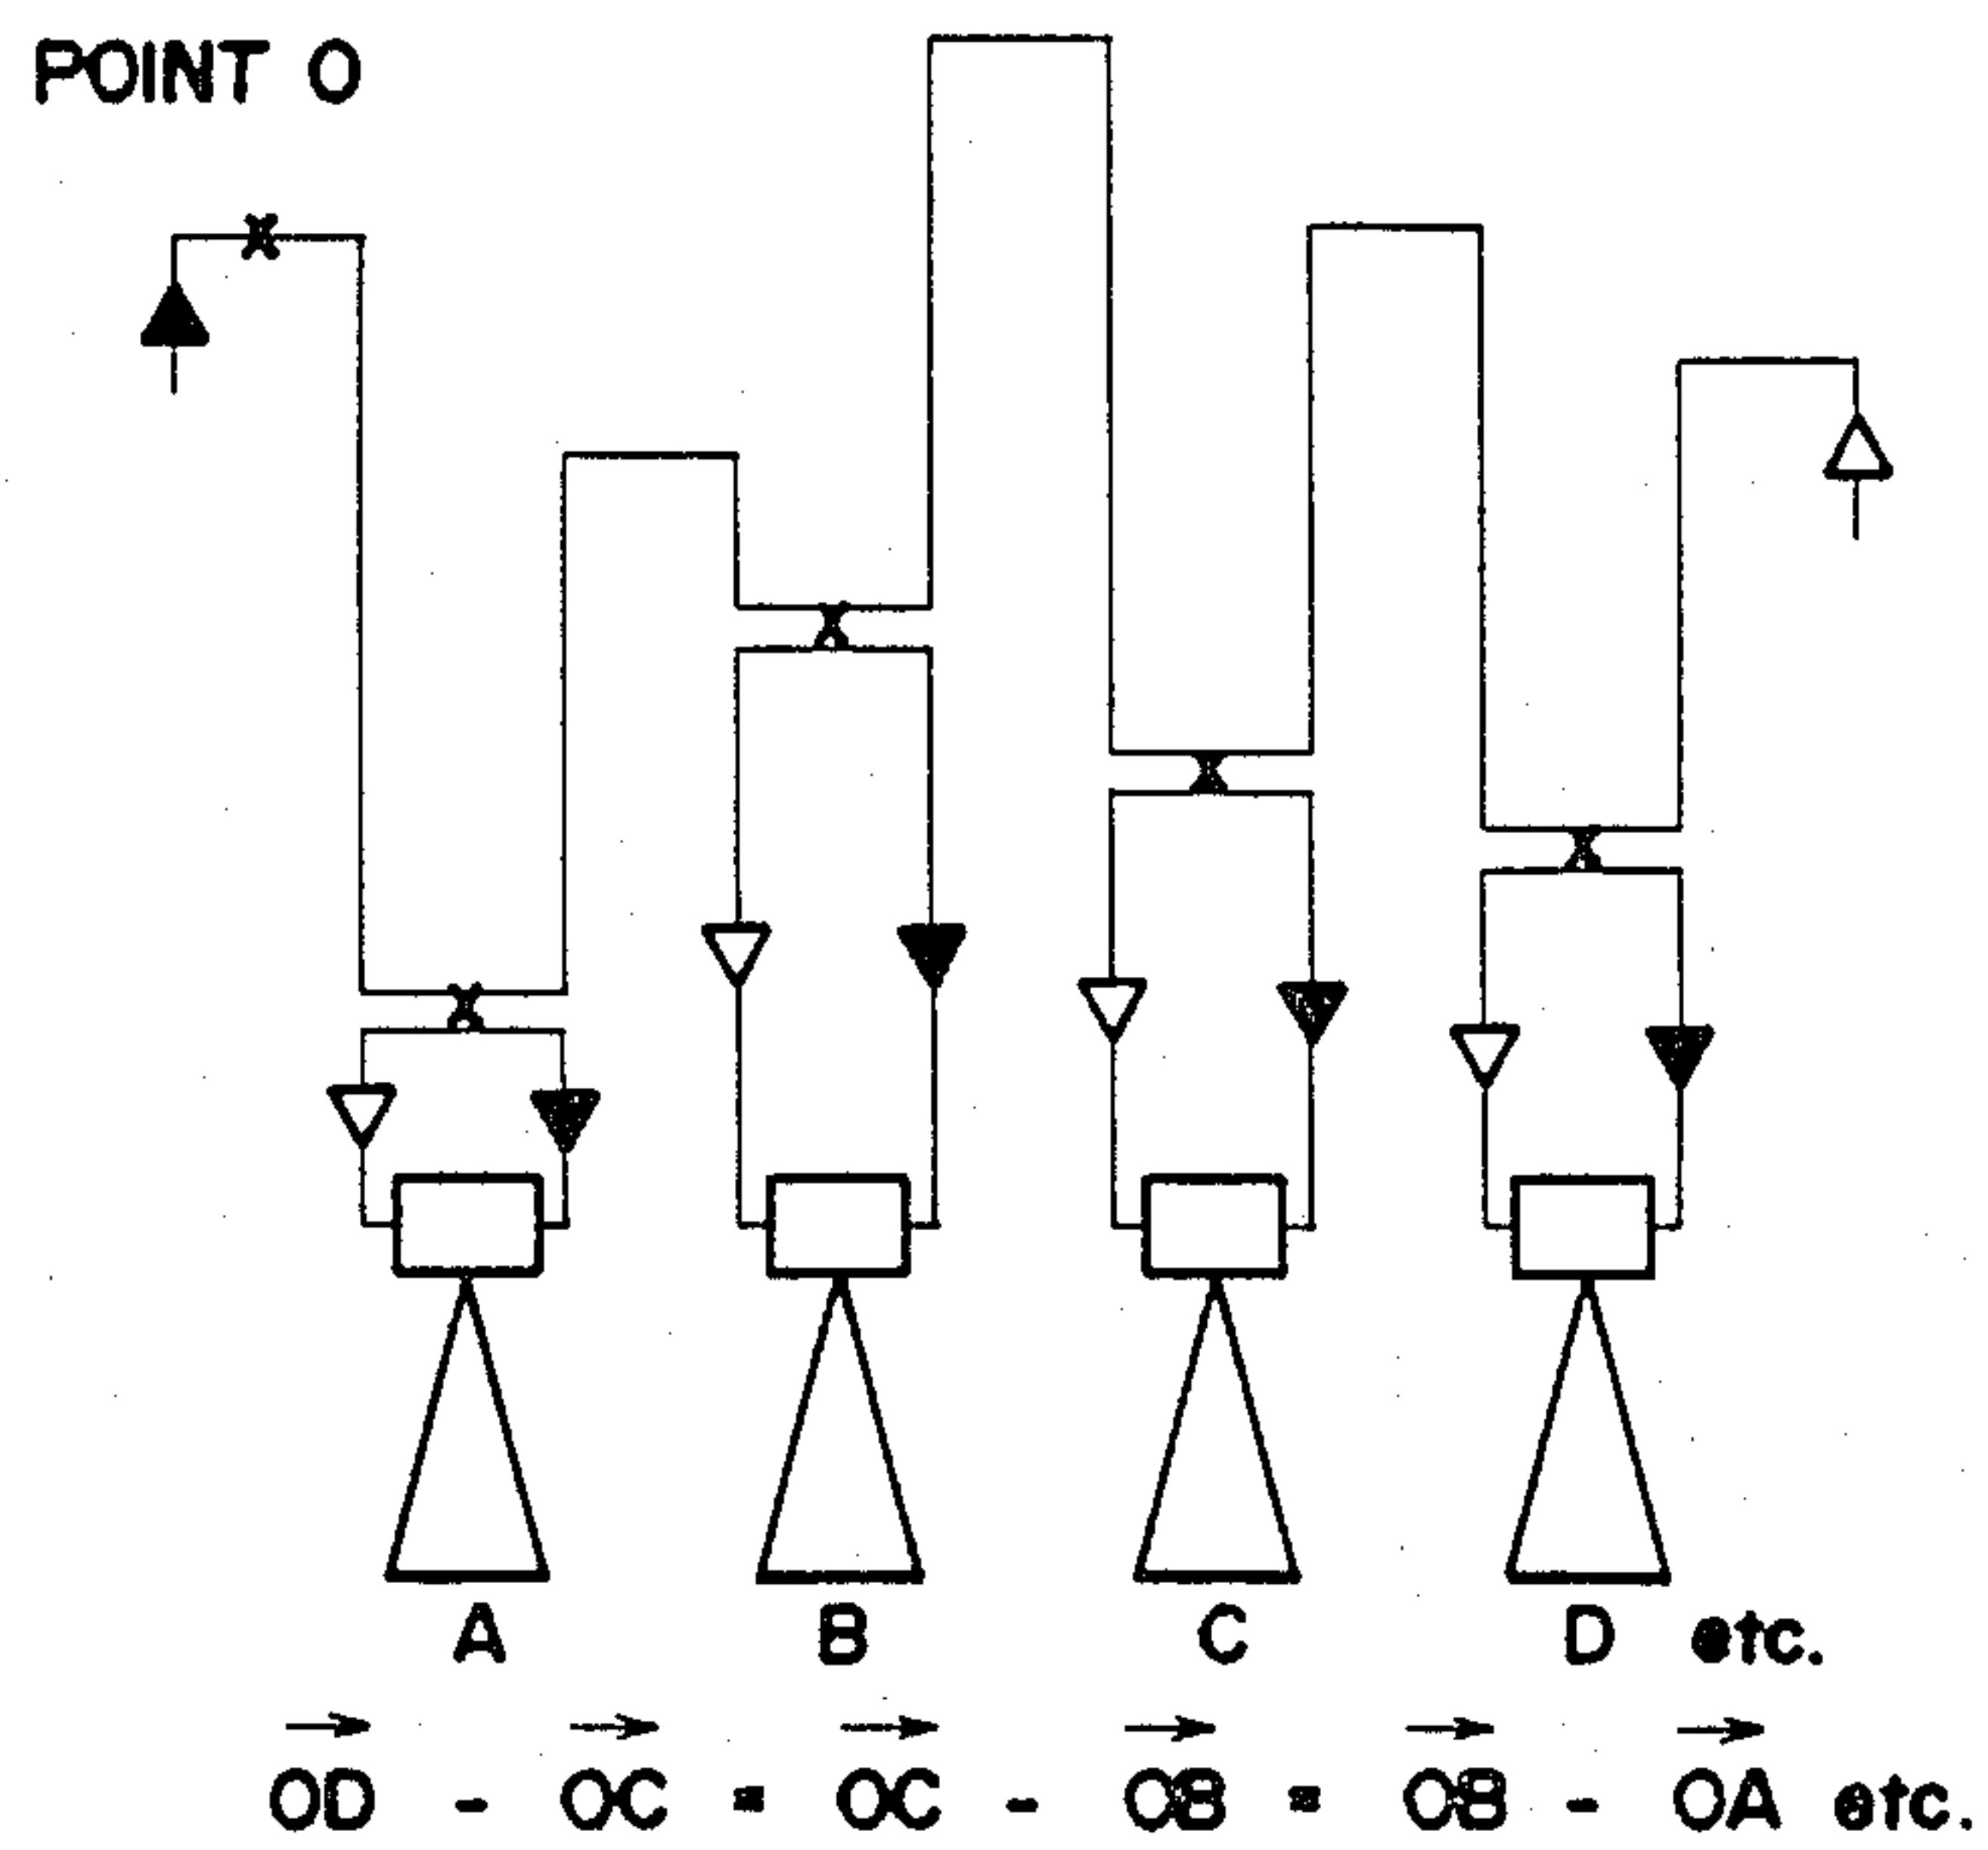 POINT O
A B C D etc.
OD - OC = OC - OB = OB - OA etc.